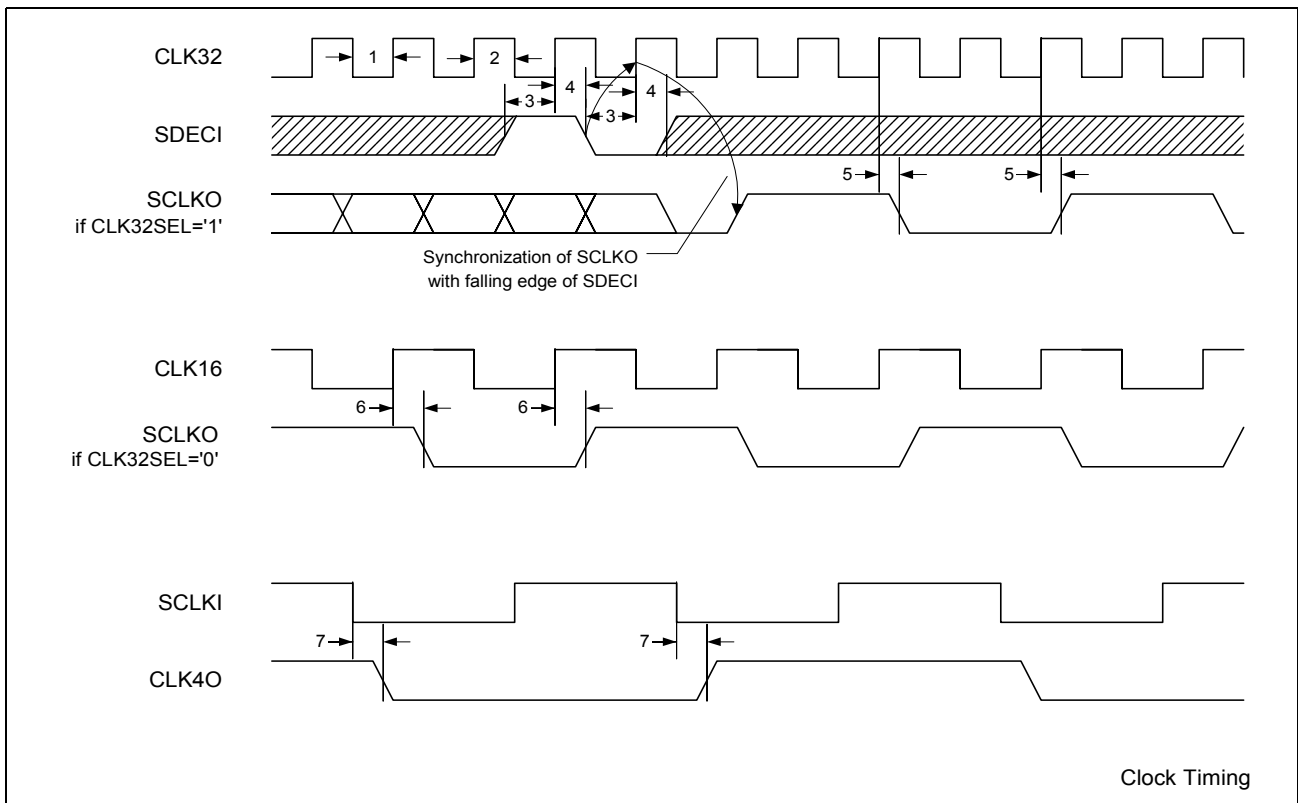 CLK32
1
2
4
3
4
3
SDECI
5
5
SCLKO
if CLK32SEL='1'
Synchronization of SCLKO
with falling edge of SDECI
CLK16
6
6
SCLKO
if CLK32SEL='0'
SCLKI
7
7
CLK4O
Clock Timing